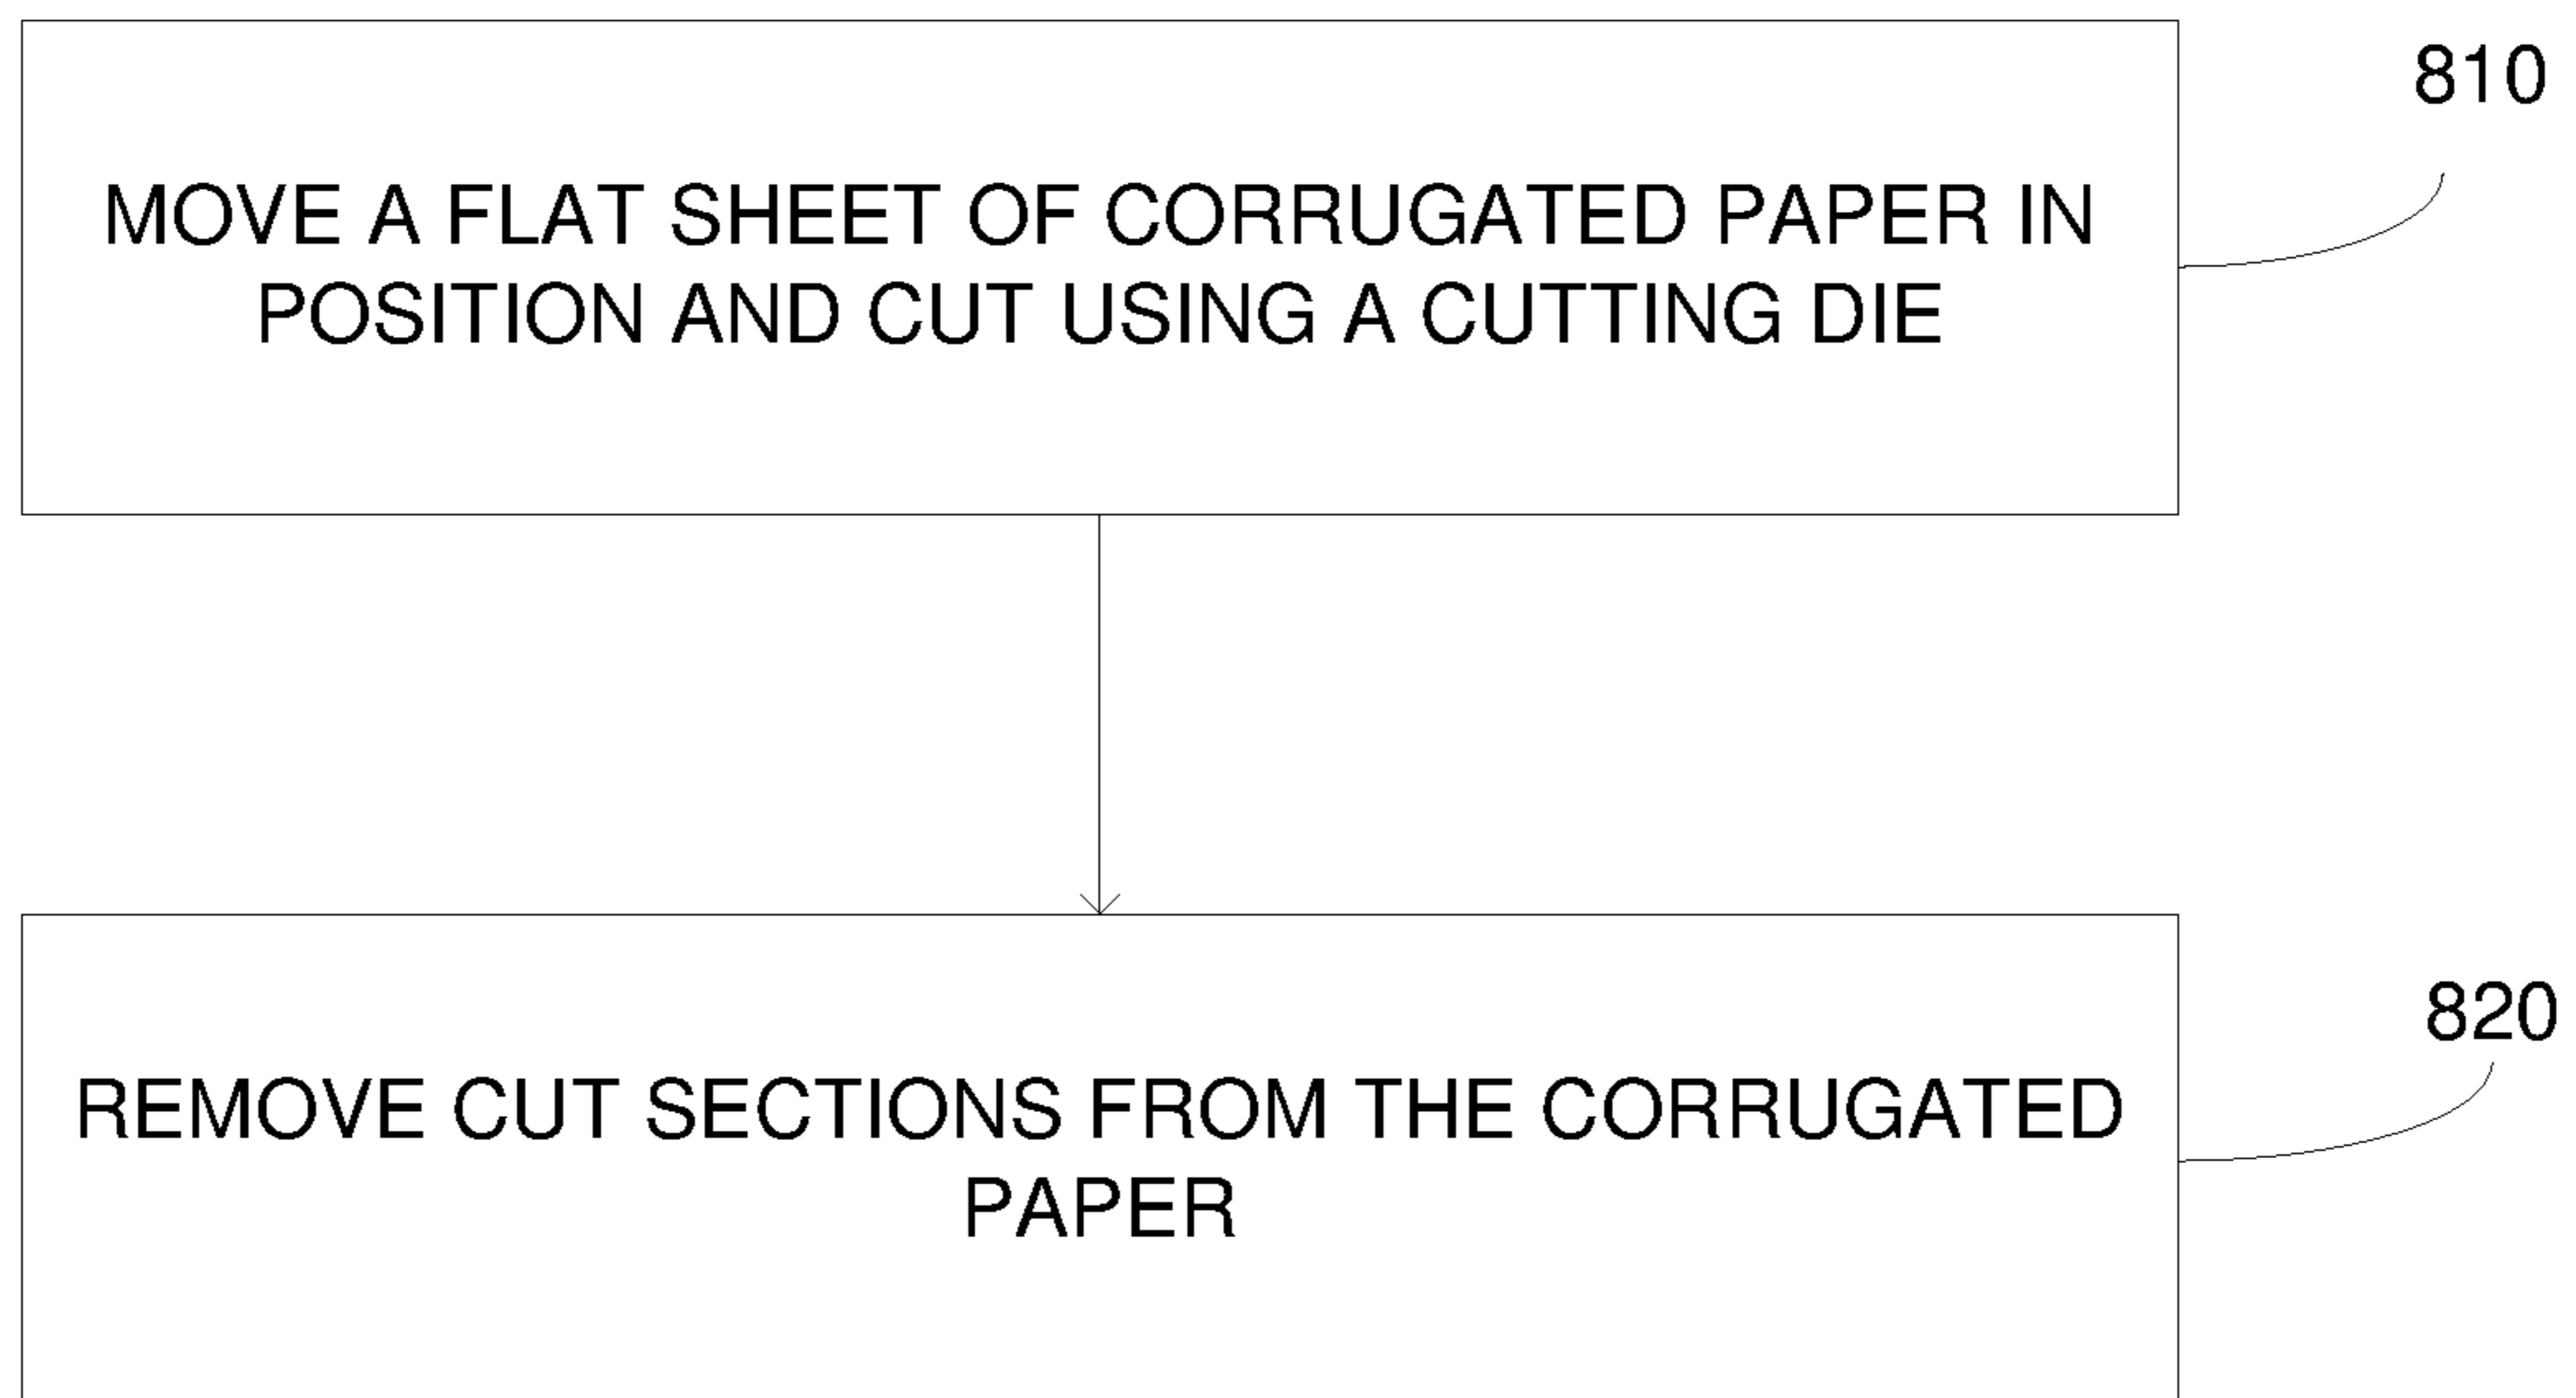 810
MOVE A FLAT SHEET OF CORRUGATED PAPER IN
POSITION AND CUT USING A CUTTING DIE
820
REMOVE CUT SECTIONS FROM THE CORRUGATED
PAPER